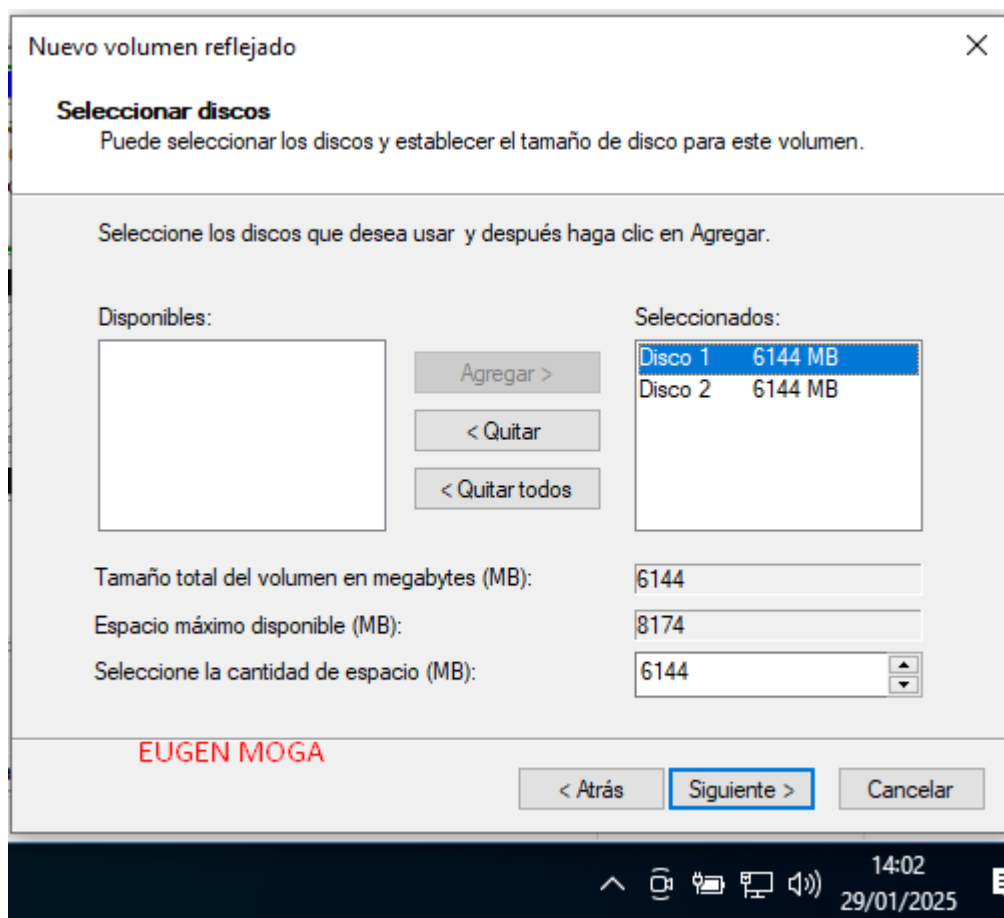 Nuevo volumen reflejado
Seleccionar discos
Puede seleccionar los discos y establecer el tamaño de disco para este volumen.
Seleccione los discos que desea usar y después haga clic en Agregar.
Disponibles:
Seleccionados:
Agregar >
< Quitar
< Quitar todos
Disco 1 6144 MB
Disco 2 6144 MB
Tamaño total del volumen en megabytes (MB): 6144
Espacio máximo disponible (MB): 8174
Seleccione la cantidad de espacio (MB): 6144
EUGEN MOGA
< Atrás Siguiente > Cancelar
14:02
29/01/2025